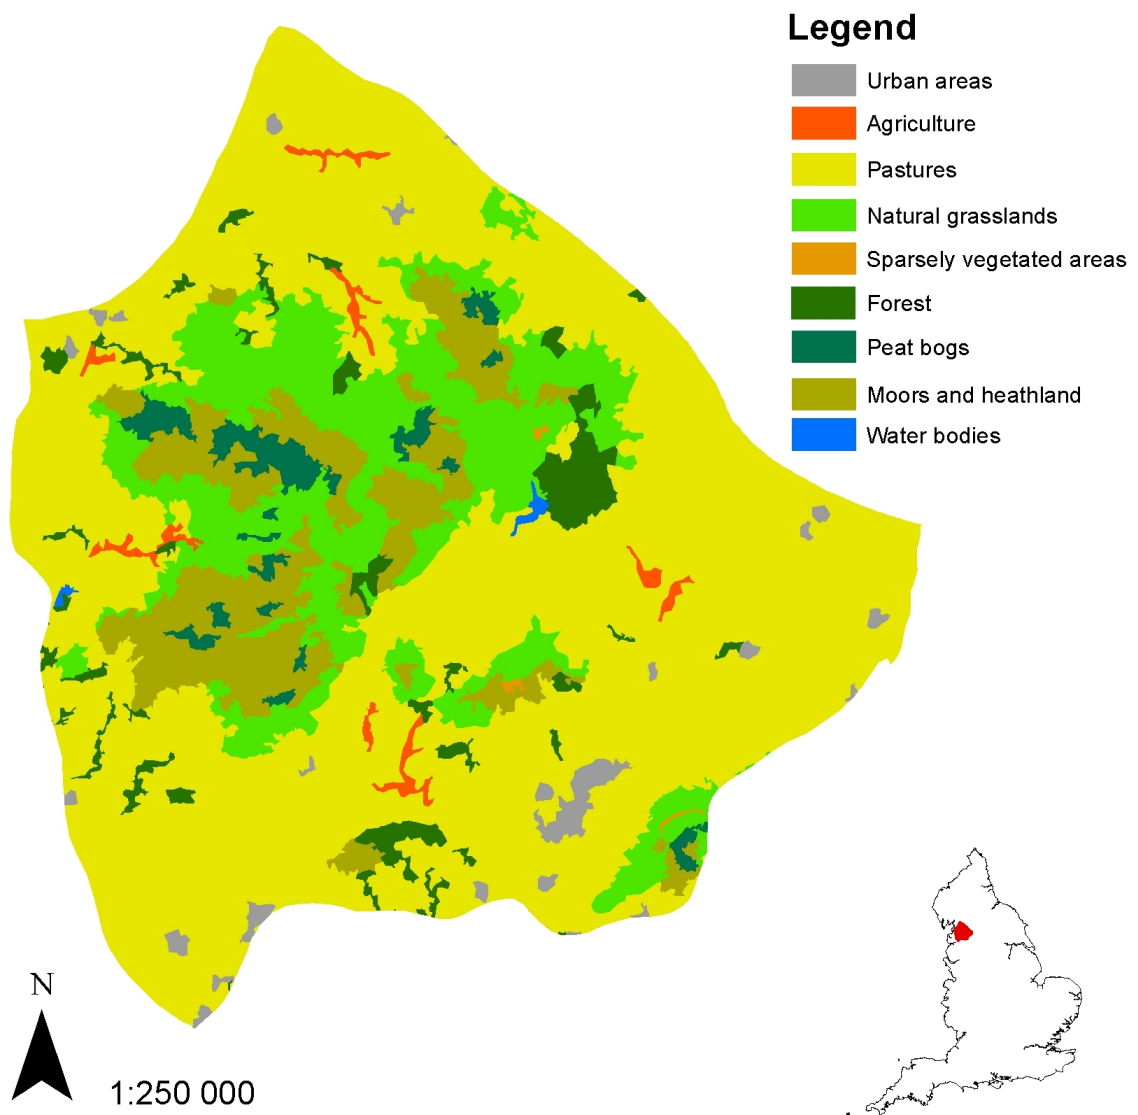 Legend
Urban areas
Agriculture
Pastures
Natural grasslands
Sparsely vegetated areas
Forest
Peat bogs
Moors and heathland
Water bodies
N
1:250 000